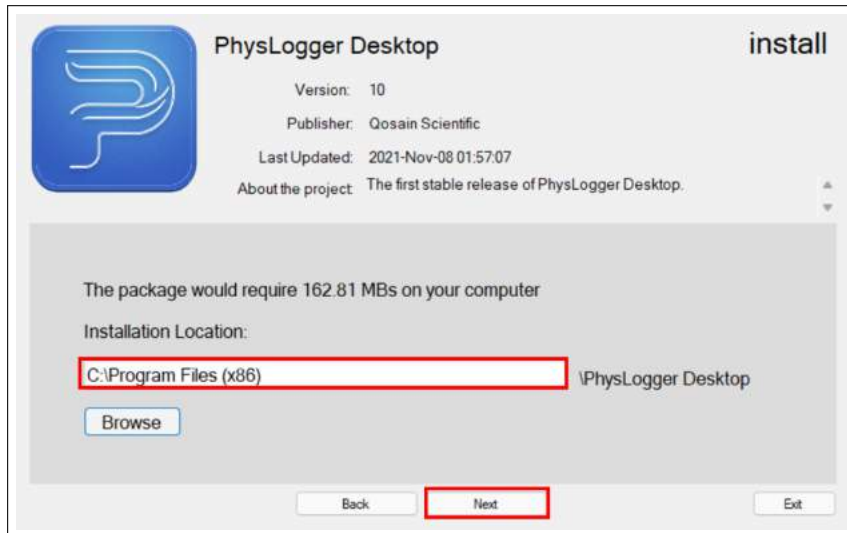 PhysLogger Desktop
install
Version: 10
Publisher: Qosain Scientific
Last Updated: 2021-Nov-08 01:57:07
About the project: The first stable release of PhysLogger Desktop.
The package would require 162.81 MBs on your computer
Installation Location:
C:\Program Files (x86) \PhysLogger Desktop
Browse
Back Next Exit